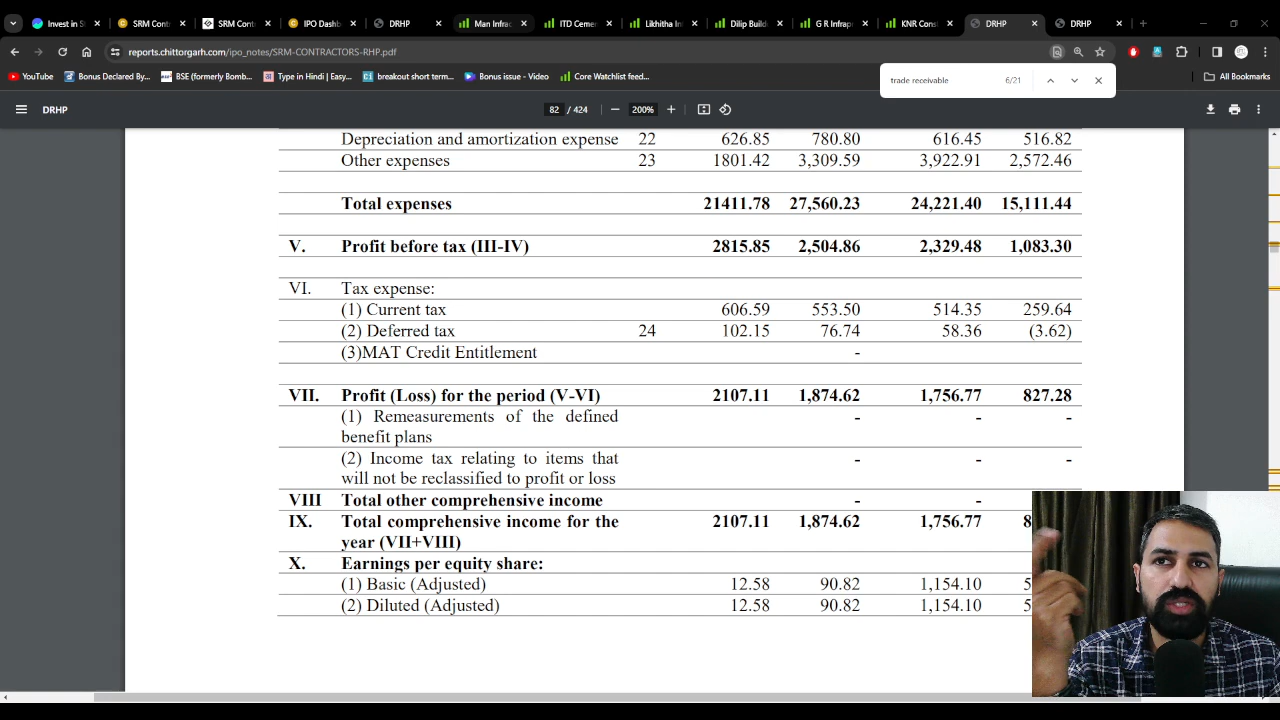 Invest in S
SRM Contr
SRM Cont
IPO Dashb
DRHP
Man Infrac
ITD Cemer
Likhitha In
Dilip Build
G R Infrap
KNR Const
DRHP
DRHP
reports.chittorgarh.com/ipo_notes/SRM-CONTRACTORS-RHP.pdf
trade receivable 6/21
YouTube
Bonus Declared By...
BSE (formerly Bomb...
Type in Hindi | Easy...
breakout short term...
Bonus issue - Video
Core Watchlist feed...
All Bookmarks
DRHP 82 / 424 200%
Depreciation and amortization expense 22 626.85 780.80 616.45 516.82
Other expenses 23 1801.42 3,309.59 3,922.91 2,572.46
Total expenses 21411.78 27,560.23 24,221.40 15,111.44
V. Profit before tax (III-IV) 2815.85 2,504.86 2,329.48 1,083.30
VI. Tax expense:
(1) Current tax 606.59 553.50 514.35 259.64
(2) Deferred tax 24 102.15 76.74 58.36 (3.62)
(3)MAT Credit Entitlement -
VII. Profit (Loss) for the period (V-VI) 2107.11 1,874.62 1,756.77 827.28
(1) Remeasurements of the defined - - -
benefit plans
(2) Income tax relating to items that - - -
will not be reclassified to profit or loss
VIII Total other comprehensive income - -
IX. Total comprehensive income for the 2107.11 1,874.62 1,756.77 8
year (VII+VIII)
X. Earnings per equity share:
(1) Basic (Adjusted) 12.58 90.82 1,154.10 5
(2) Diluted (Adjusted) 12.58 90.82 1,154.10 5